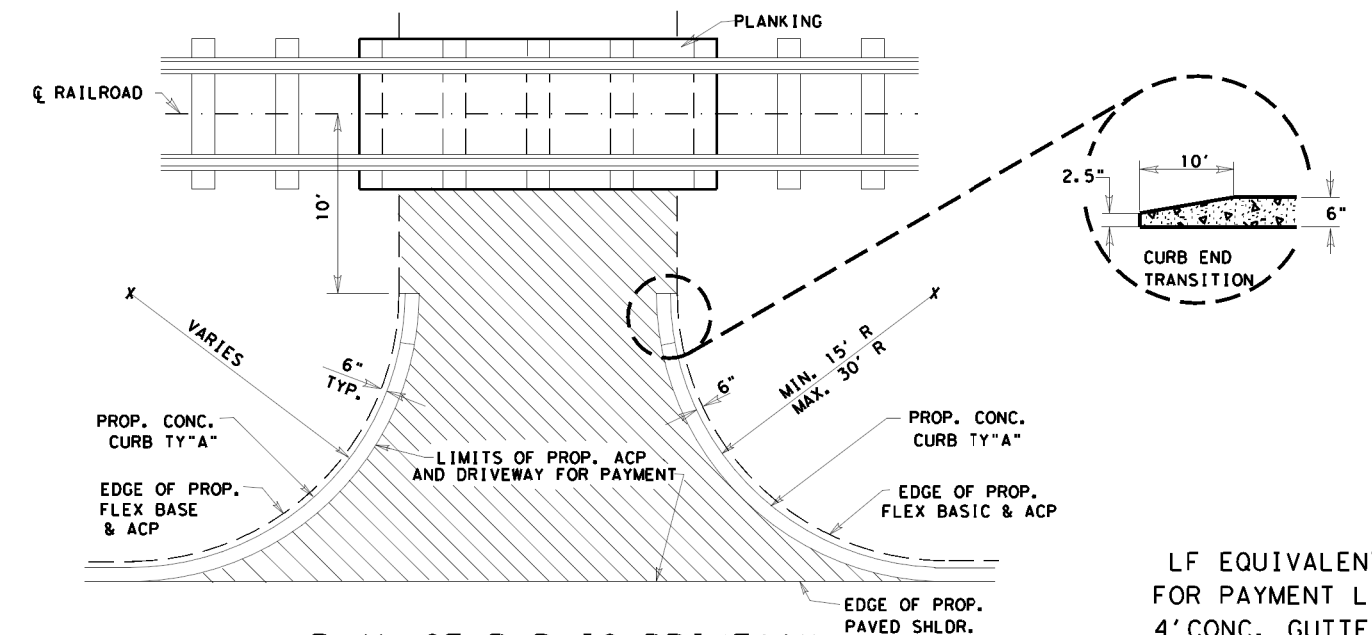 PLANKING
℄ RAILROAD
10'
10'
2.5"
6"
CURB END
TRANSITION
VARIES
6"
TYP.
6"
MIN. 15' R
MAX. 30' R
PROP. CONC.
CURB TY"A"
PROP. CONC.
CURB TY"A"
LIMITS OF PROP. ACP
AND DRIVEWAY FOR PAYMENT
EDGE OF PROP.
FLEX BASE
& ACP
EDGE OF PROP.
FLEX BASIC & ACP
EDGE OF PROP.
PAVED SHLDR.
LF EQUIVALEN
FOR PAYMENT L
4'CONC. GUTTE